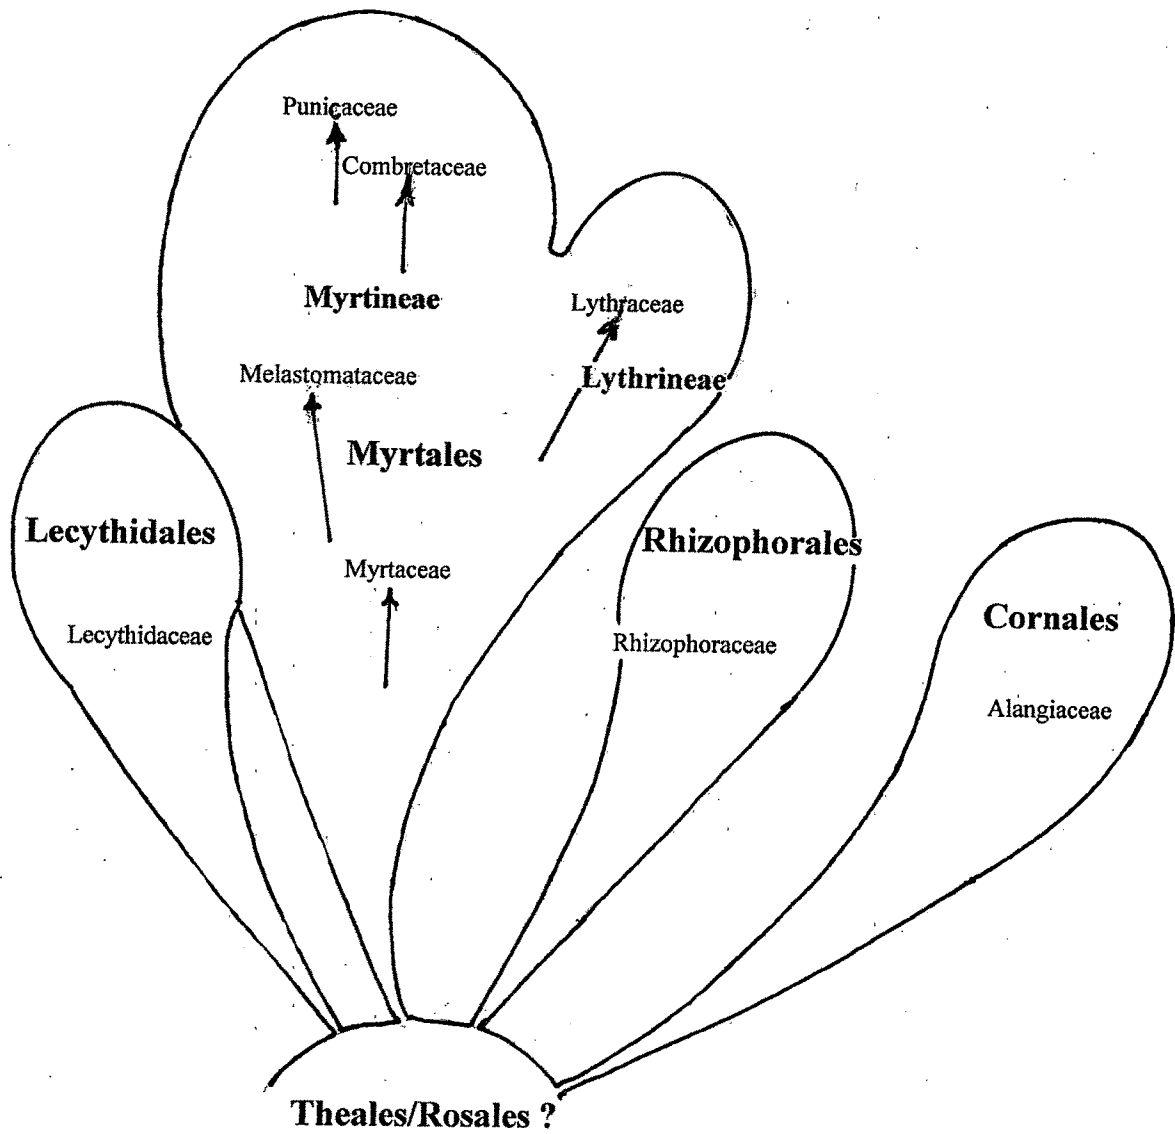 Punicaceae
Combretaceae
Myrtineae
Lythraceae
Melastomataceae
Lythrineae
Myrtales
Lecythidales
Rhizophorales
Myrtaceae
Cornales
Lecythidaceae
Rhizophoraceae
Alangiaceae
Theales/Rosales ?